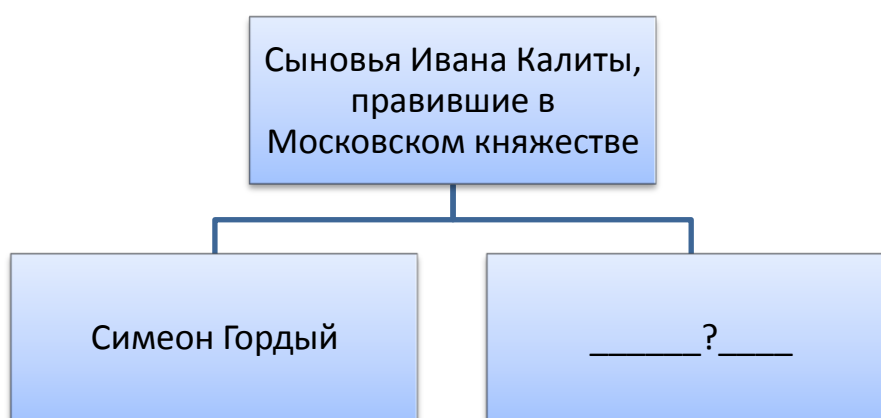 Сыновья Ивана Калиты,
правившие в
Московском княжестве
Симеон Гордый
______?____